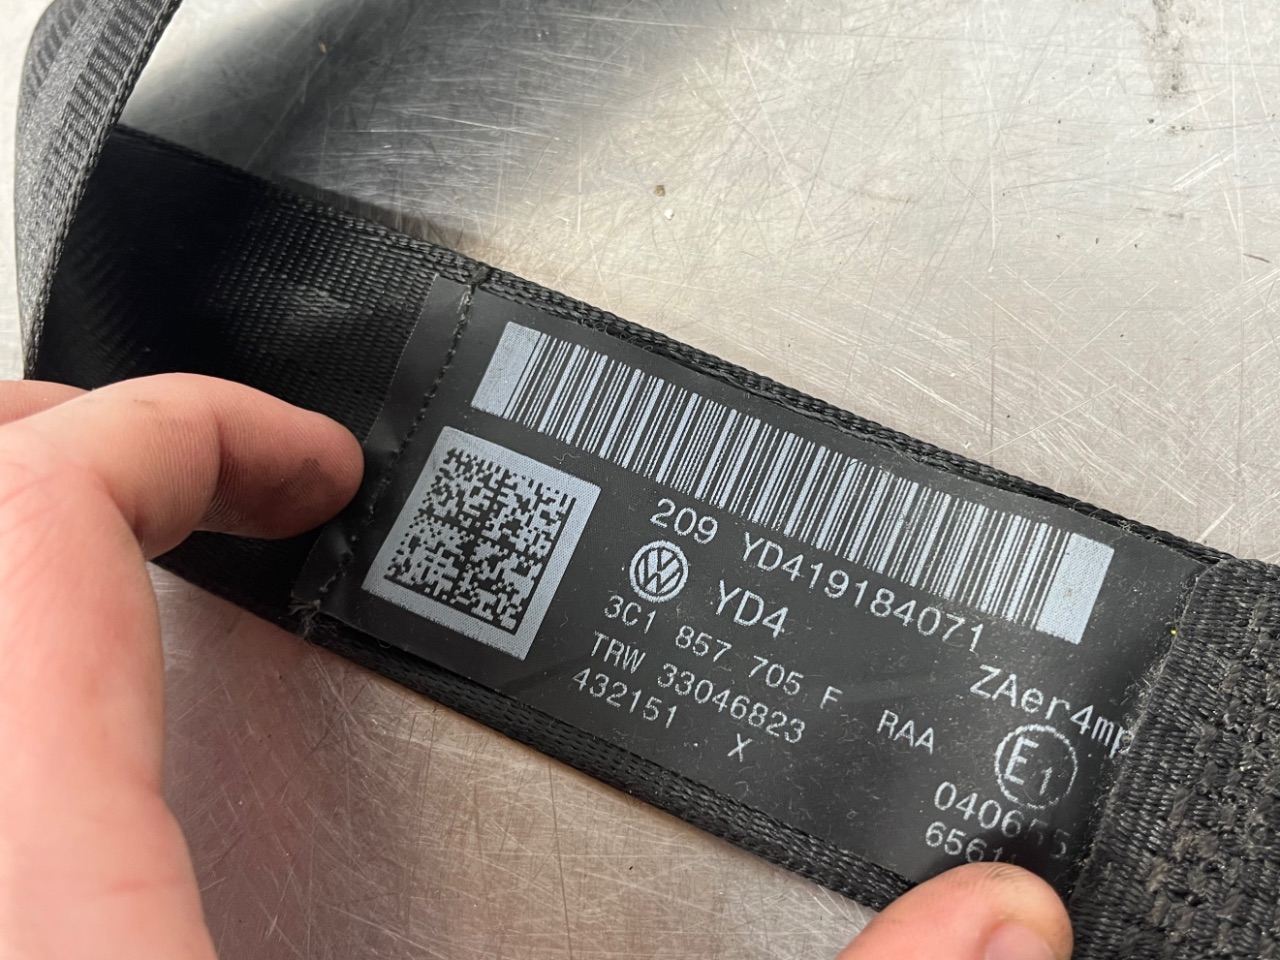 209 YD419184071
YD4 ZAer4mp
3C1 857 705 F RAA
TRW 33046823
432151 X
E1